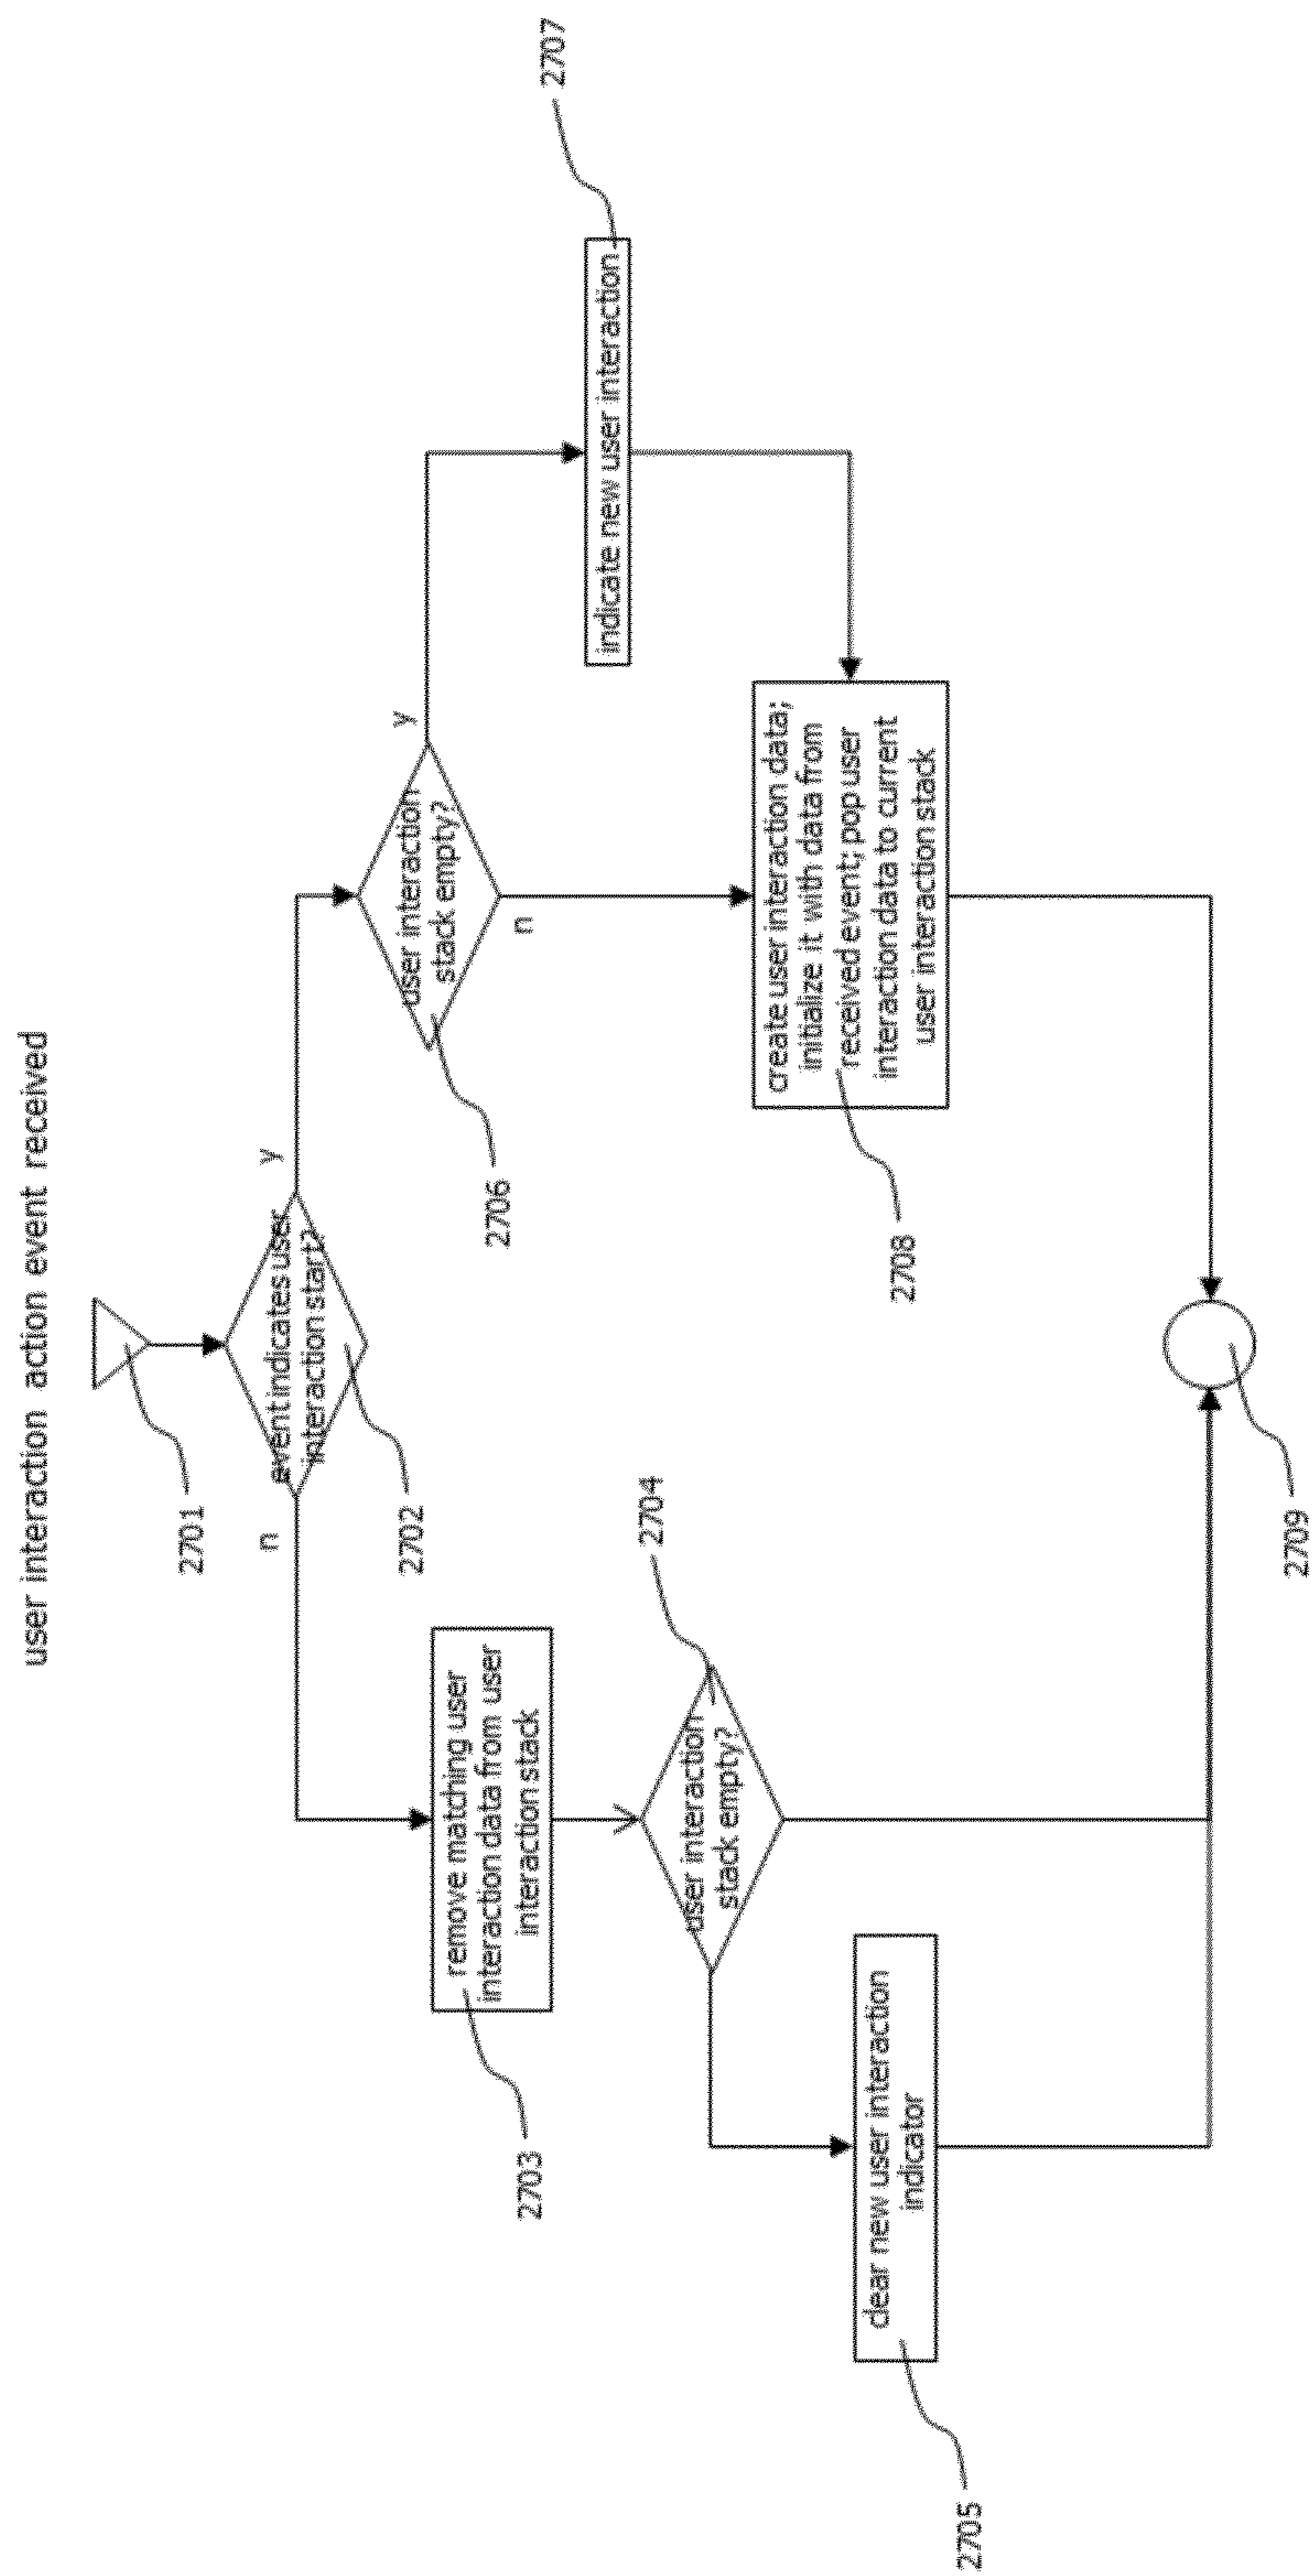 user interaction action event received
2701
event indicates user
interaction start?
2702
n
y
remove matching user
interaction data from user
interaction stack
2703
user interaction
stack empty?
2704
clear new user interaction
indicator
2705
user interaction
stack empty?
2706
y
n
indicate new user interaction
2707
create user interaction data;
initialize it with data from
received event; pop user
interaction data to current
user interaction stack
2708
2709